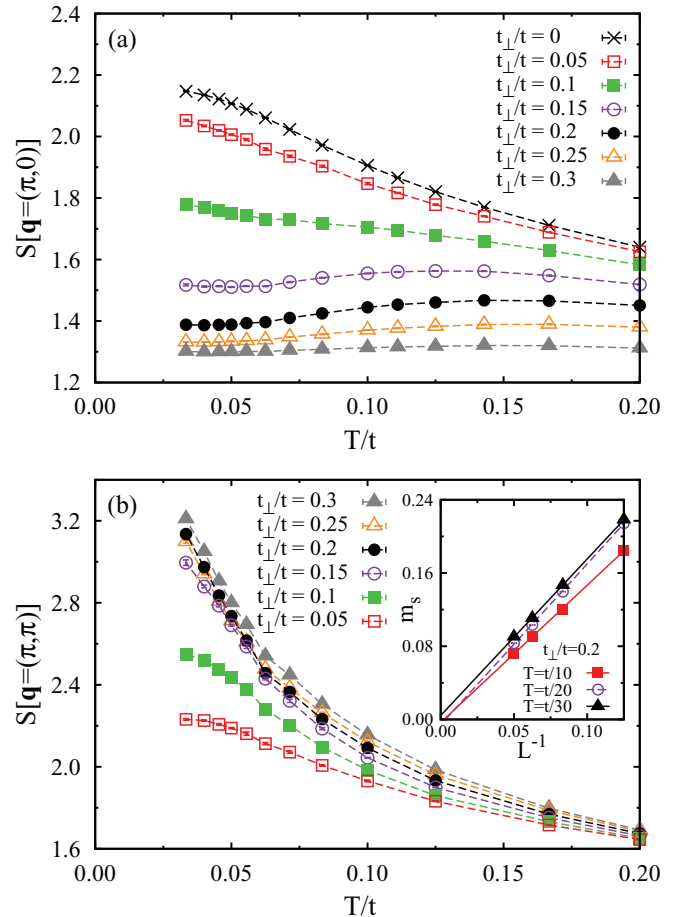 2.4
(a)
t⊥/t = 0
t⊥/t = 0.05
2.2
t⊥/t = 0.1
t⊥/t = 0.15
2.0
t⊥/t = 0.2
t⊥/t = 0.25
1.8
t⊥/t = 0.3
S[q=(π,0)]
1.6
1.4
1.2
0.00 0.05 0.10 0.15 0.20
T/t
(b)
t⊥/t = 0.3
3.2
t⊥/t = 0.25
t⊥/t = 0.2
t⊥/t = 0.15
2.8
t⊥/t = 0.1
t⊥/t = 0.05
S[q=(π,π)]
2.4
2.0
1.6
0.00 0.05 0.10 0.15 0.20
T/t
0.24
0.16
mₛ
0.08
t⊥/t=0.2
T=t/10
T=t/20
T=t/30
0.00
0.00 0.05 0.10
L⁻¹